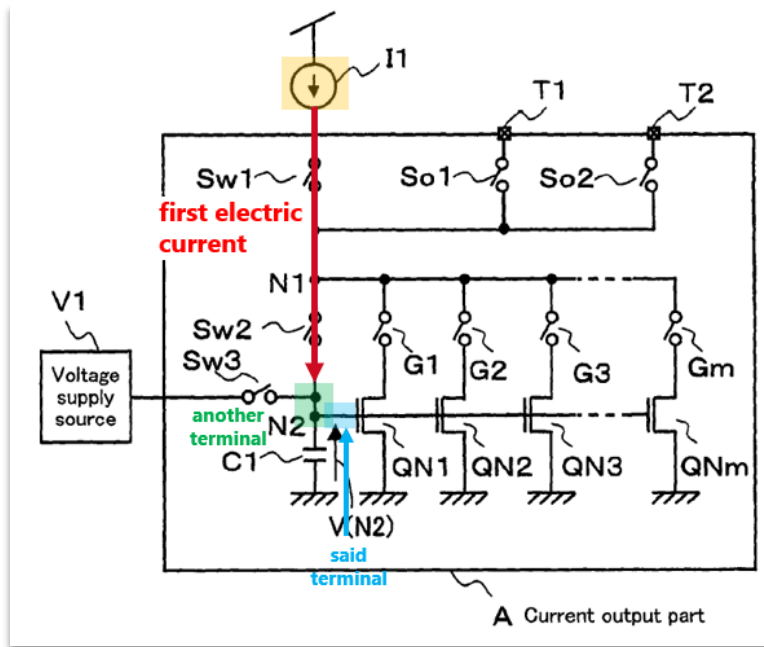 I1
T1
T2
Sw1
So1
So2
first electric
current
N1
V1
Sw2
G1
G2
G3
Gm
Sw3
Voltage
supply
source
another
terminal
N2
C1
QN1
QN2
QN3
QNm
V(N2)
said
terminal
A Current output part